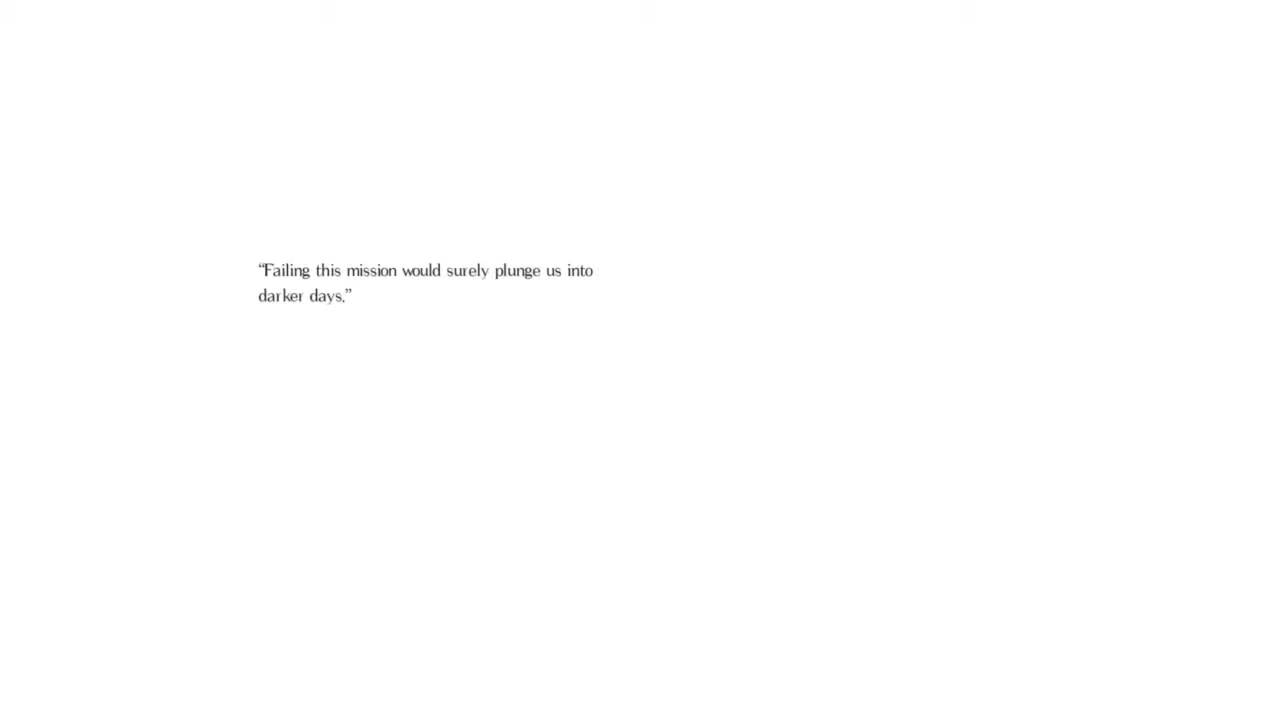 “Failing this mission would surely plunge us into
darker days.”